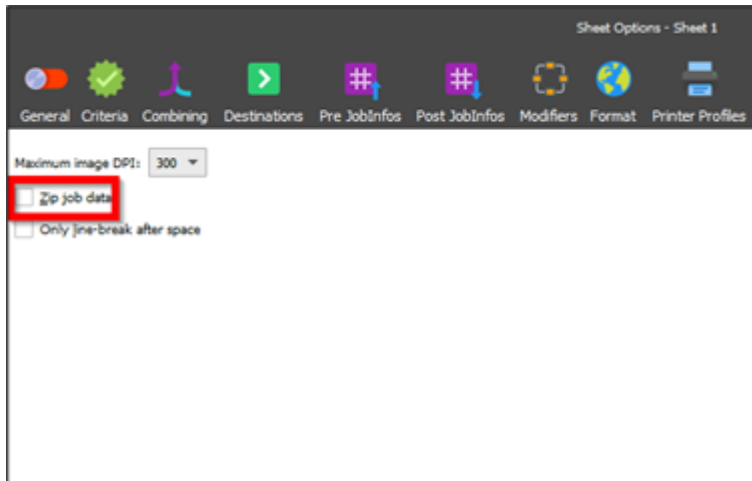 Sheet Options - Sheet 1
General Criteria Combining Destinations Pre JobInfos Post JobInfos Modifiers Format Printer Profiles
Maximum image DPI: 300
Zip job data
Only line-break after space